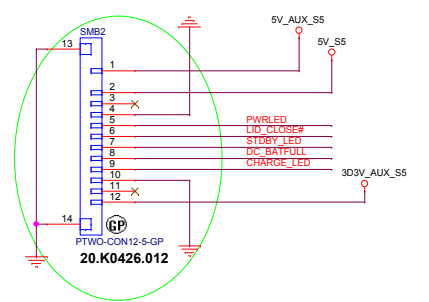 SMB2
5V_AUX_S5
5V_S5
13
1
2
3
4
5 PWRLED
6 LID_CLOSE#
7 STDBY_LED
8 DC_BATFULL
9 CHARGE_LED
10
3D3V_AUX_S5
11
12
14
GP
PTWO-CON12-5-GP
20.K0426.012